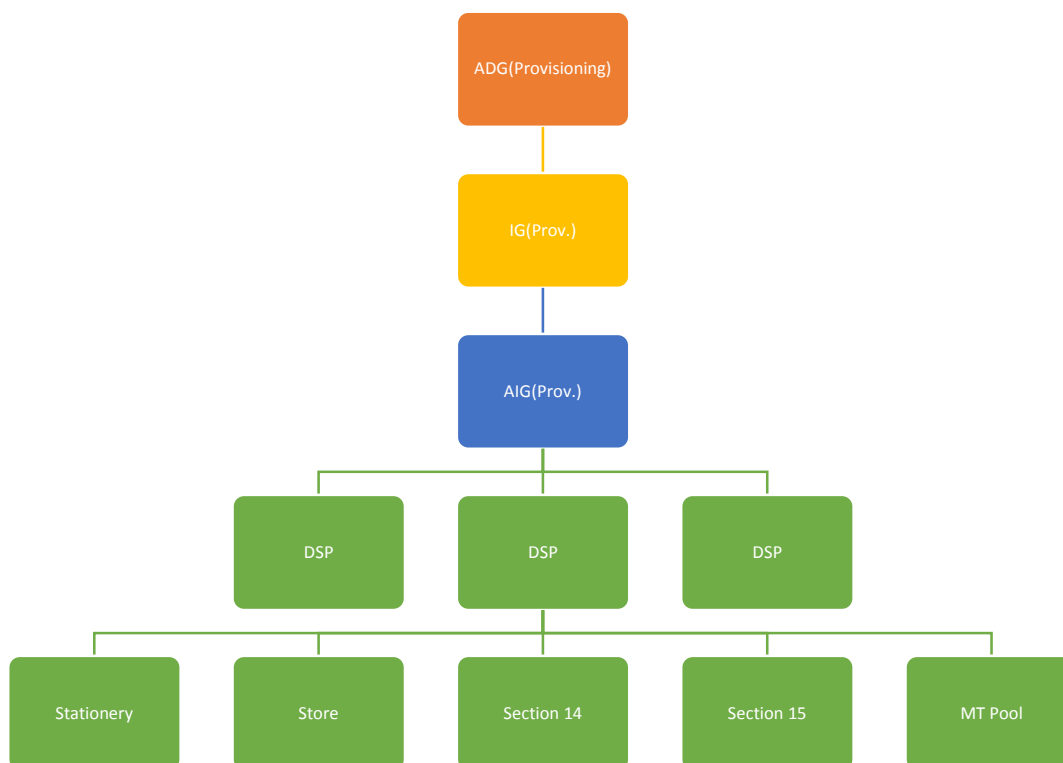 ADG(Provisioning)
IG(Prov.)
AIG(Prov.)
DSP
DSP
DSP
Stationery
Store
Section 14
Section 15
MT Pool